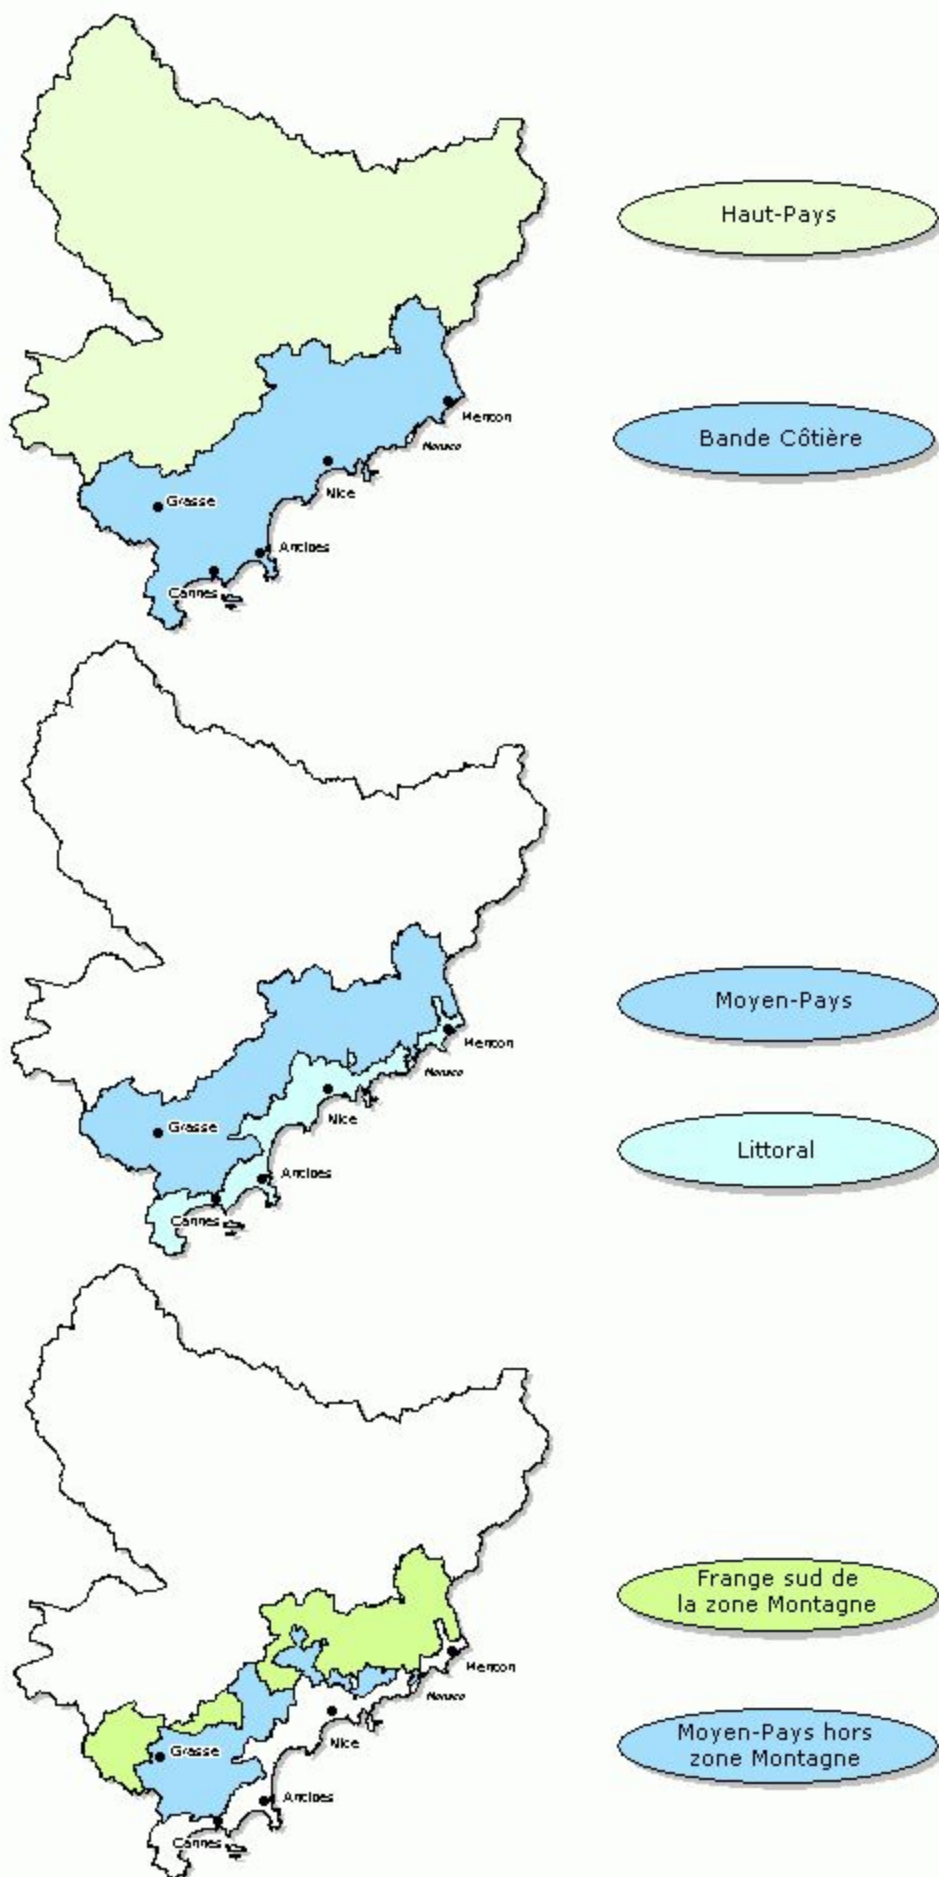 Haut-Pays
Bande Côtière
Menton
Monaco
Nice
Grasse
Antibes
Cannes
Moyen-Pays
Littoral
Menton
Monaco
Nice
Grasse
Antibes
Cannes
Frange sud de
la zone Montagne
Moyen-Pays hors
zone Montagne
Menton
Monaco
Nice
Grasse
Antibes
Cannes